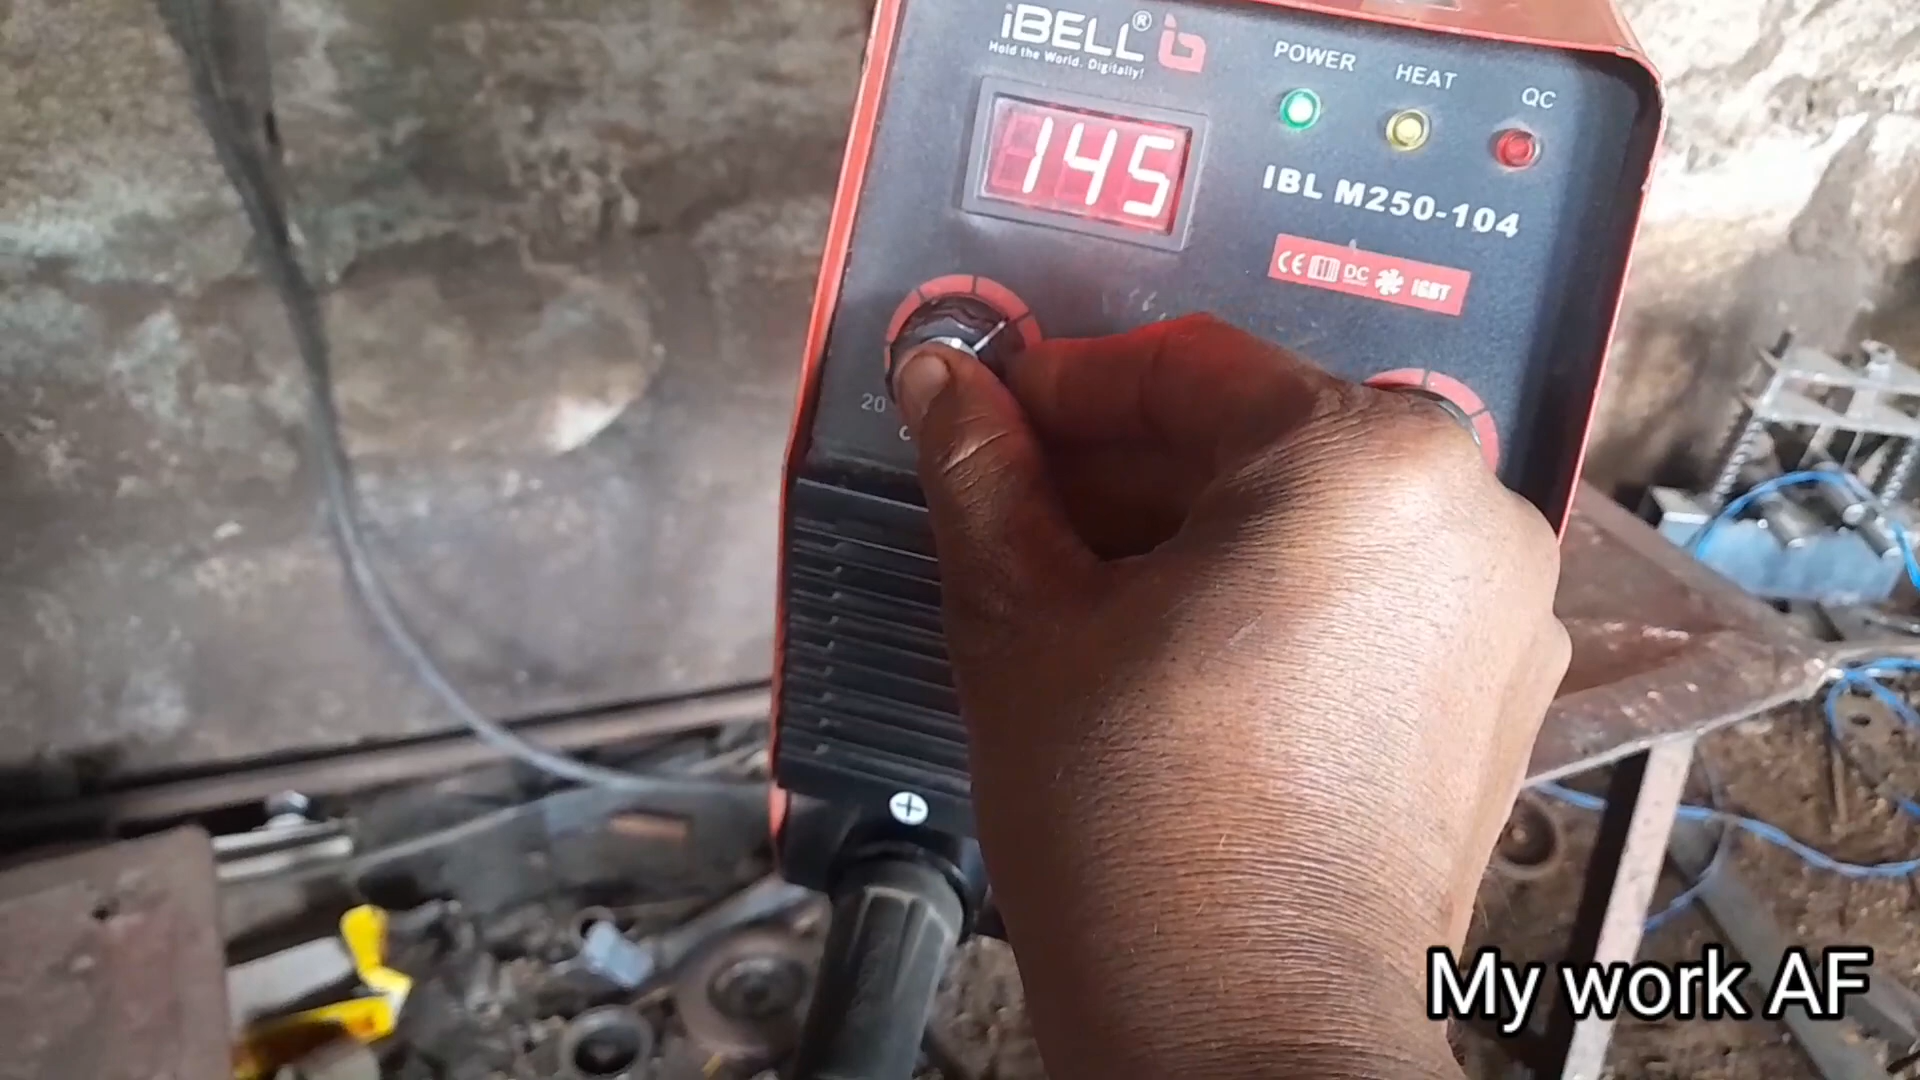 iBELL®
Hold the World. Digitally!
POWER
HEAT
QC
145
IBL M250-104
CE DC IGBT
20
My work AF